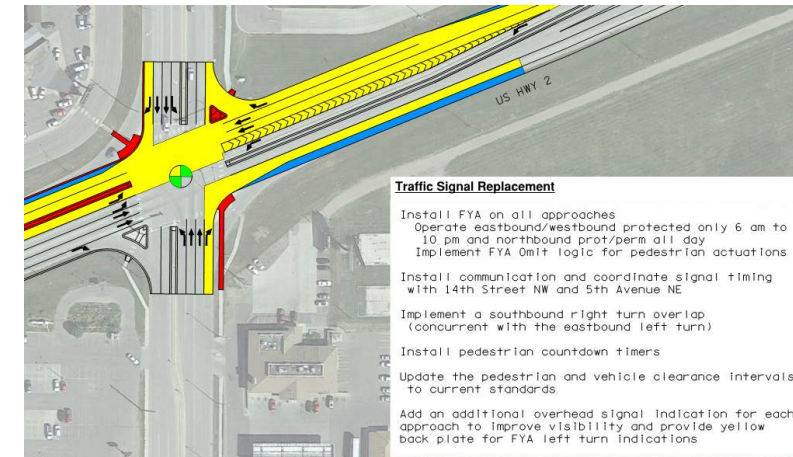 US HWY 2
Traffic Signal Replacement
Install FYA on all approaches
Operate eastbound/westbound protected only 6 am to
10 pm and northbound prot/perm all day
Implement FYA Omit logic for pedestrian actuations
Install communication and coordinate signal timing
with 14th Street NW and 5th Avenue NE
Implement a southbound right turn overlap
(concurrent with the eastbound left turn)
Install pedestrian countdown timers
Update the pedestrian and vehicle clearance intervals
to current standards
Add an additional overhead signal indication for each
approach to improve visibility and provide yellow
back plate for FYA left turn indications